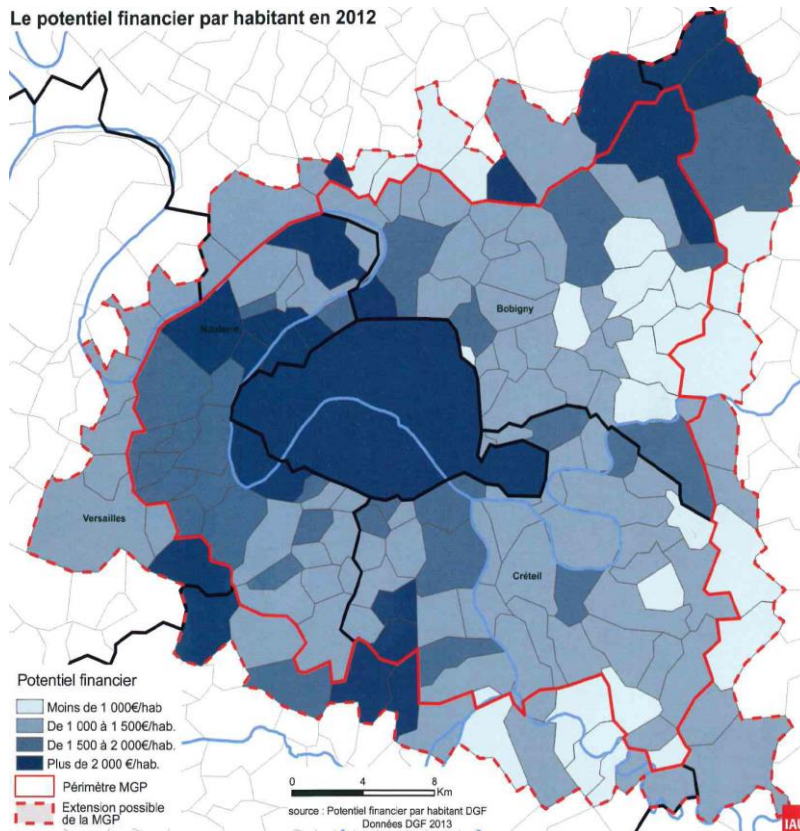 Le potentiel financier par habitant en 2012
Bobigny
Nanterre
Versailles
Créteil
Potentiel financier
Moins de 1 000€/hab
De 1 000 à 1 500€/hab.
De 1 500 à 2 000€/hab.
Plus de 2 000 €/hab.
Périmètre MGP
Extension possible
de la MGP
0 4 8
Km
source : Potentiel financier par habitant DGF
Données DGF 2013
IAU